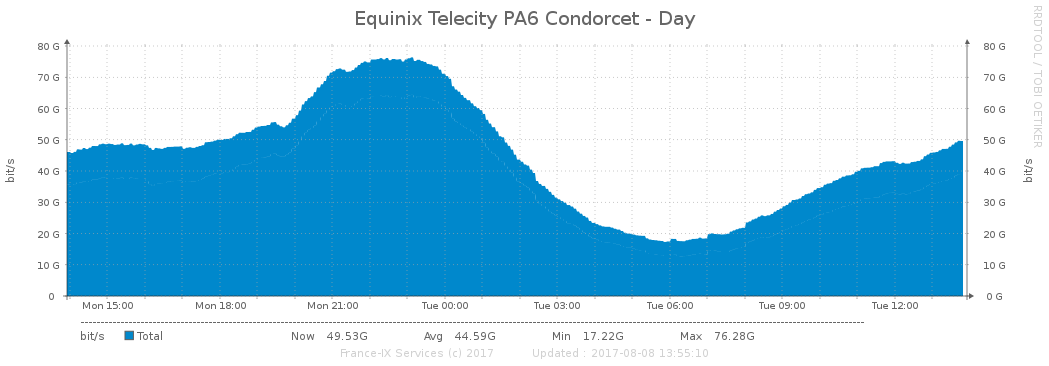 Equinix Telecity PA6 Condorcet - Day
RRDTOOL / TOBI OETIKER
80 G 80 G
70 G 70 G
60 G 60 G
50 G 50 G
40 G 40 G
30 G 30 G
20 G 20 G
10 G 10 G
0 0 G
bit/s
bit/s
Mon 15:00 Mon 18:00 Mon 21:00 Tue 00:00 Tue 03:00 Tue 06:00 Tue 09:00 Tue 12:00
bit/s Total Now 49.53G Avg 44.59G Min 17.22G Max 76.28G
France-IX Services (c) 2017 Updated : 2017-08-08 13:55:10